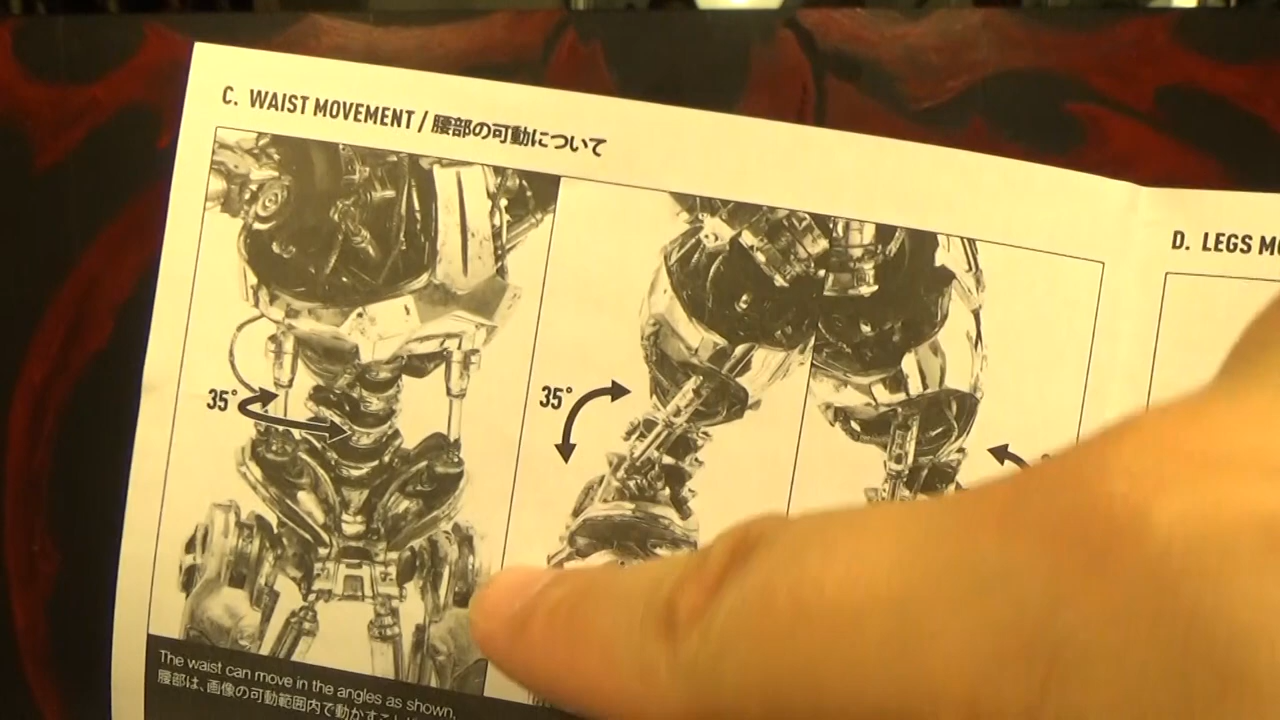 C. WAIST MOVEMENT / 腰部の可動について
D. LEGS
35°
35°
The waist can move in the angles as shown.
腰部は、画像の可動範囲内で動かす